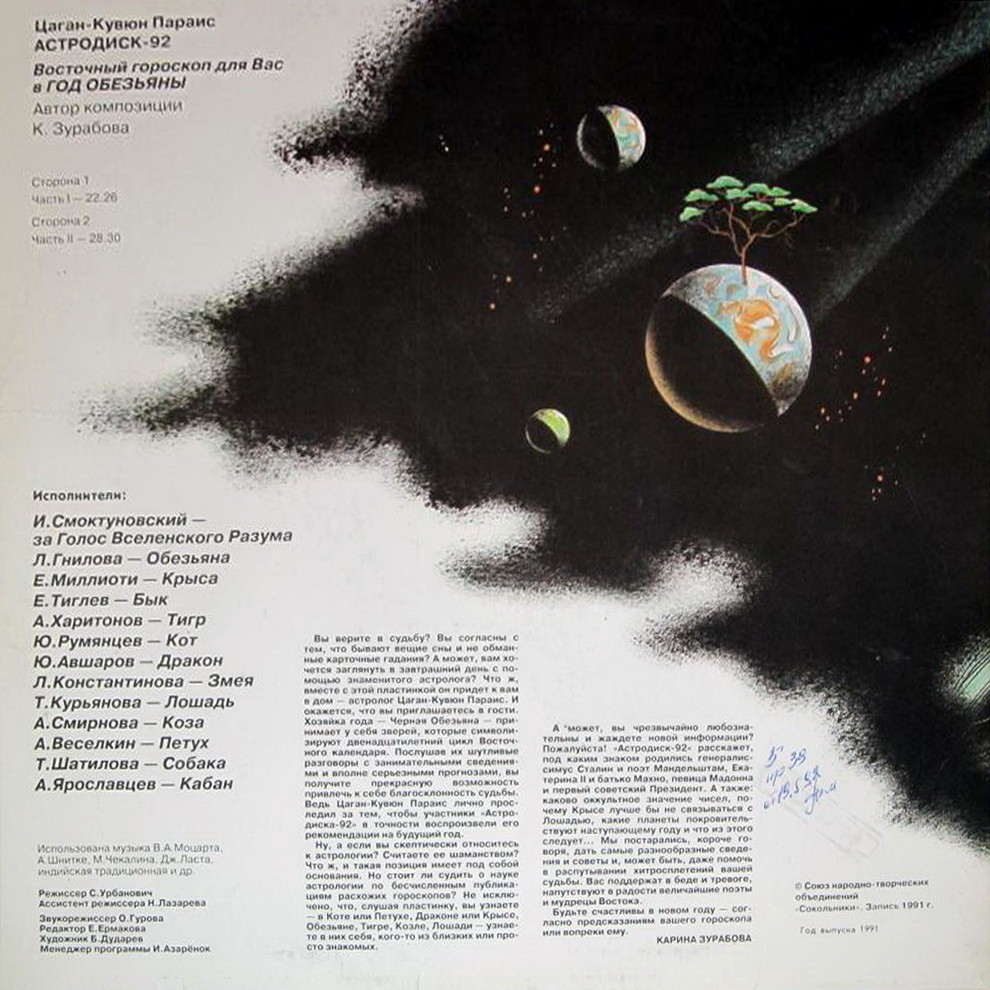 Цаган-Кувюн Параис
АСТРОДИСК-92
Восточный гороскоп для Вас
в ГОД ОБЕЗЬЯНЫ
Автор композиции
К. Зурабова
Сторона 1
Часть I — 22.26
Сторона 2
Часть II — 28.30
Исполнители:
И.Смоктуновский —
за Голос Вселенского Разума
Л.Гнилова — Обезьяна
Е.Миллиоти — Крыса
Е.Тиглев — Бык
А.Харитонов — Тигр
Ю.Румянцев — Кот
Ю.Авшаров — Дракон
Л.Константинова — Змея
Т.Курьянова — Лошадь
А.Смирнова — Коза
А.Веселкин — Петух
Т.Шатилова — Собака
А.Ярославцев — Кабан
Использована музыка В.А.Моцарта,
А.Шнитке, М.Чекалина, Дж.Ласта,
индийская традиционная и др.
Режиссер С.Урбанович
Ассистент режиссера Н.Лазарева
Звукорежиссер О.Гурова
Редактор Е.Ермакова
Художник Б.Дударев
Менеджер программы И.Азарёнок
Вы верите в судьбу? Вы согласны с
тем, что бывают вещие сны и не обман-
ные карточные гадания? А может, вам хо-
чется заглянуть в завтрашний день с по-
мощью знаменитого астролога? Что ж,
вместе с этой пластинкой он придет к вам
в дом — астролог Цаган-Кувюн Параис. И
окажется, что вы приглашаетесь в гости.
Хозяйка года — Черная Обезьяна — при-
нимает у себя зверей, которые символи-
зируют двенадцатилетний цикл Восточ-
ного календаря. Послушав их шутливые
разговоры с занимательными сведения-
ми и вполне серьезными прогнозами, вы
получите прекрасную возможность
привлечь к себе благосклонность судьбы.
Ведь Цаган-Кувюн Параис лично прос-
ледил за тем, чтобы участники «Астро-
диска-92» в точности воспроизвели его
рекомендации на будущий год.
Ну, а если вы скептически относитесь
к астрологии? Считаете ее шаманством?
Что ж, и такая позиция имеет под собой
основания. Но стоит ли судить о науке
астрологии по бесчисленным публика-
циям расхожих гороскопов? Не исклю-
чено, что, слушая пластинку, вы узнаете
— в Коте или Петухе, Драконе или Крысе,
Обезьяне, Тигре, Козле, Лошади — узнае-
те в них себя, кого-то из близких или про-
сто знакомых.
А может, вы чрезвычайно любозна-
тельны и жаждете новой информации?
Пожалуйста! «Астродиск-92» расскажет,
под каким знаком родились генералис-
симус Сталин и поэт Мандельштам, Ека-
терина II и батько Махно, певица Мадонна
и первый советский Президент. А также:
каково оккультное значение чисел, по-
чему Крысе лучше бы не связываться с
Лошадью, какие планеты покровитель-
ствуют наступающему году и что из этого
следует... Мы постарались, короче го-
воря, дать самые разнообразные сведе-
ния и советы и, может быть, даже помочь
в распутывании хитросплетений вашей
судьбы. Вас поддержат в беде и тревоге,
напутствуют в радости величайшие поэты
и мудрецы Востока.
Будьте счастливы в новом году — сог-
ласно предсказаниям вашего гороскопа
или вопреки ему.
КАРИНА ЗУРАБОВА
© Союз народно-творческих
объединений
«Сокольники». Запись 1991 г.
Год выпуска 1991